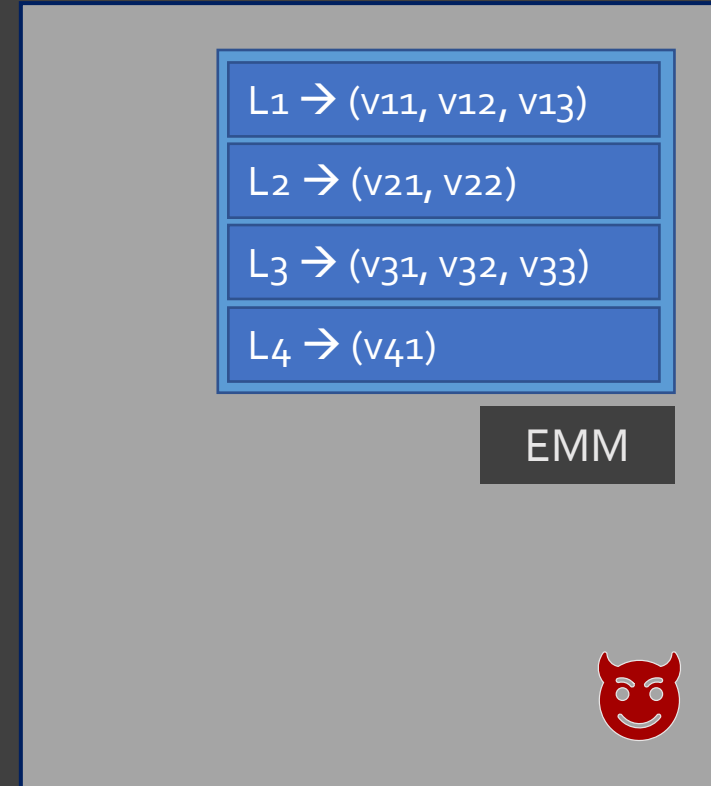 L1 → (v11, v12, v13)
L2 → (v21, v22)
L3 → (v31, v32, v33)
L4 → (v41)
EMM